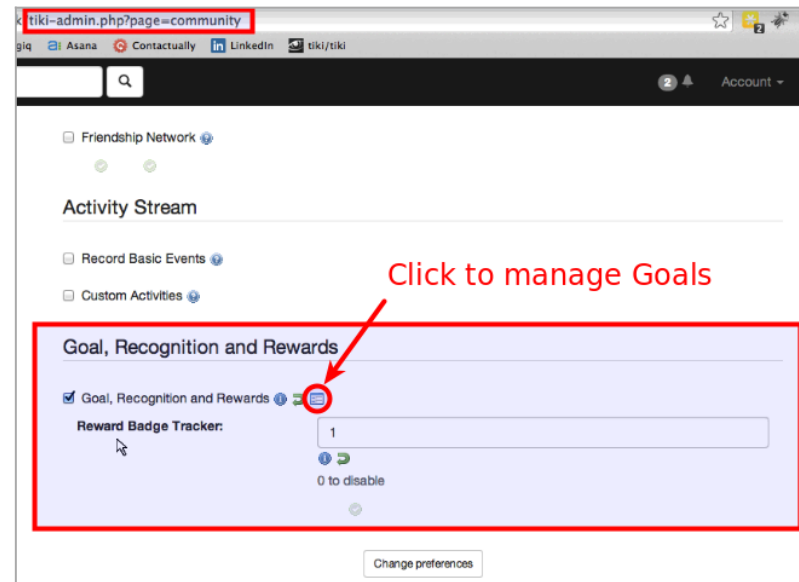 tiki-admin.php?page=community
2
giq Asana Contactually LinkedIn tiki/tiki
2 Account
Friendship Network
Activity Stream
Record Basic Events
Click to manage Goals
Custom Activities
Goal, Recognition and Rewards
Goal, Recognition and Rewards
Reward Badge Tracker: 1
0 to disable
Change preferences